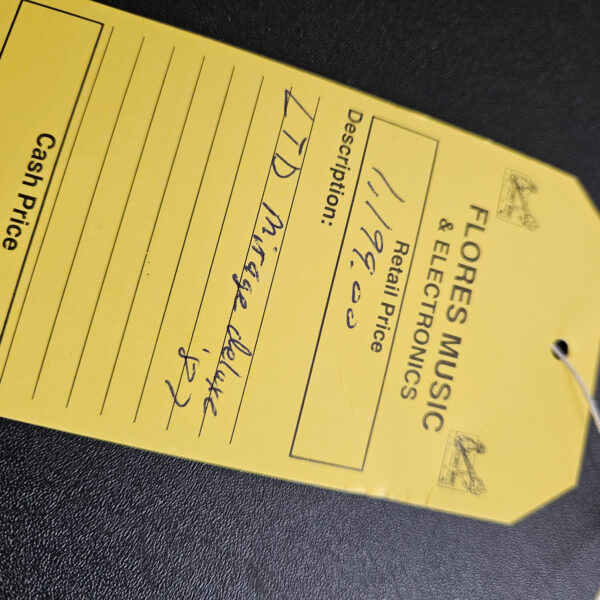 FLORES MUSIC
& ELECTRONICS
Retail Price
1,199.00
Description:
LTD Mirage deluxe
'87
Cash Price